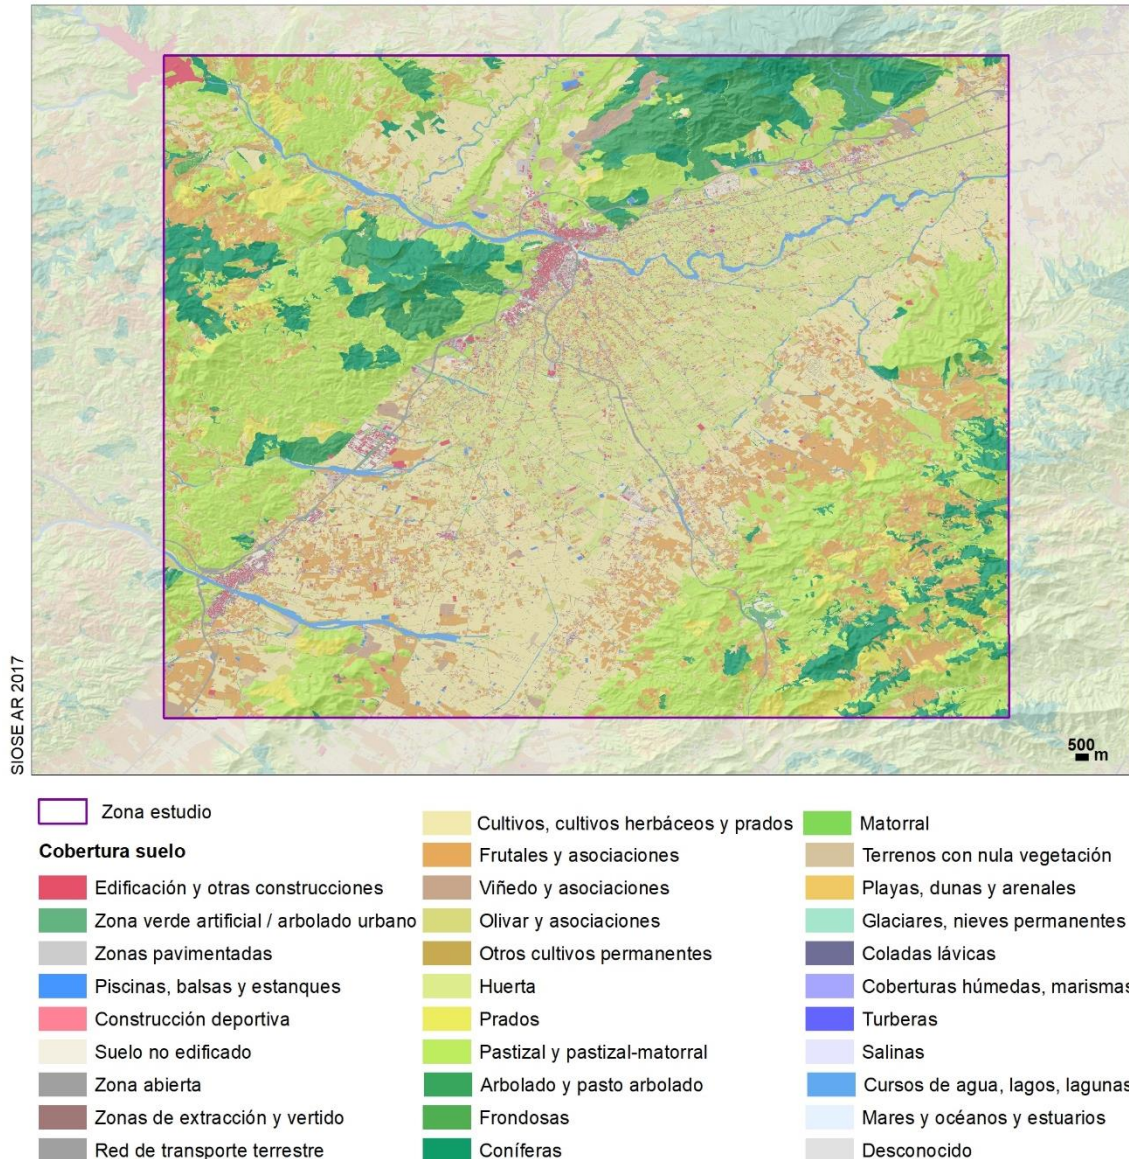 SIOSE AR 2017
500
m
Zona estudio
Cobertura suelo
Edificación y otras construcciones
Zona verde artificial / arbolado urbano
Zonas pavimentadas
Piscinas, balsas y estanques
Construcción deportiva
Suelo no edificado
Zona abierta
Zonas de extracción y vertido
Red de transporte terrestre
Cultivos, cultivos herbáceos y prados
Frutales y asociaciones
Viñedo y asociaciones
Olivar y asociaciones
Otros cultivos permanentes
Huerta
Prados
Pastizal y pastizal-matorral
Arbolado y pasto arbolado
Frondosas
Coníferas
Matorral
Terrenos con nula vegetación
Playas, dunas y arenales
Glaciares, nieves permanentes
Coladas lávicas
Coberturas húmedas, marismas
Turberas
Salinas
Cursos de agua, lagos, lagunas
Mares y océanos y estuarios
Desconocido